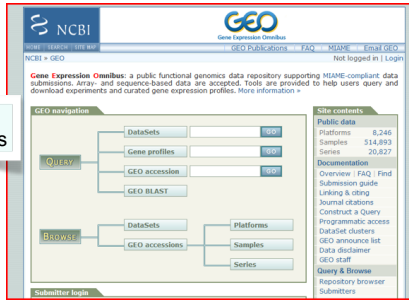 NCBI
GEO
Gene Expression Omnibus
HOME | SEARCH | SITE MAP
GEO Publications | FAQ | MIAME | Email GEO
NCBI > GEO
Not logged in | Login
Gene Expression Omnibus: a public functional genomics data repository supporting MIAME-compliant data
submissions. Array- and sequence-based data are accepted. Tools are provided to help users query and
download experiments and curated gene expression profiles. More information »
GEO navigation
QUERY
DataSets
GO
Gene profiles
GO
GEO accession
GO
GEO BLAST
BROWSE
DataSets
GEO accessions
Platforms
Samples
Series
Submitter login
Site contents
Public data
Platforms 8,246
Samples 514,893
Series 20,827
Documentation
Overview | FAQ | Find
Submission guide
Linking & citing
Journal citations
Construct a Query
Programmatic access
DataSet clusters
GEO announce list
Data disclaimer
GEO staff
Query & Browse
Repository browser
Submitters
s